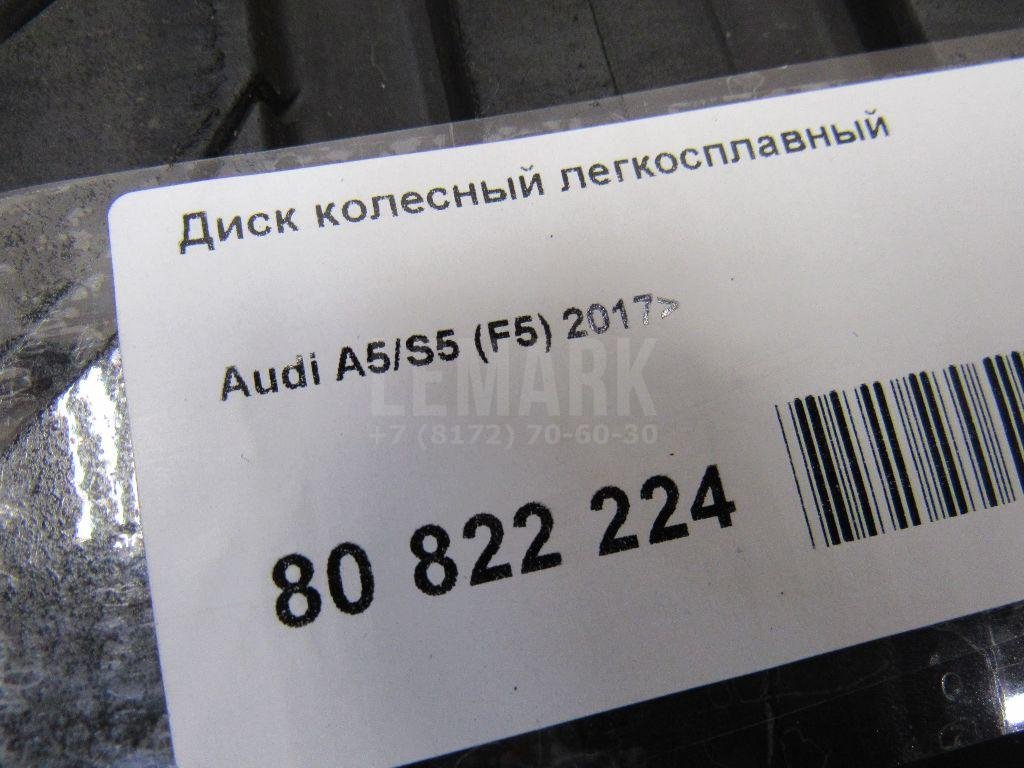 Диск колесный легкосплавный
Audi A5/S5 (F5) 2017>
LEMARK
+7 (8172) 70-60-30
80 822 224